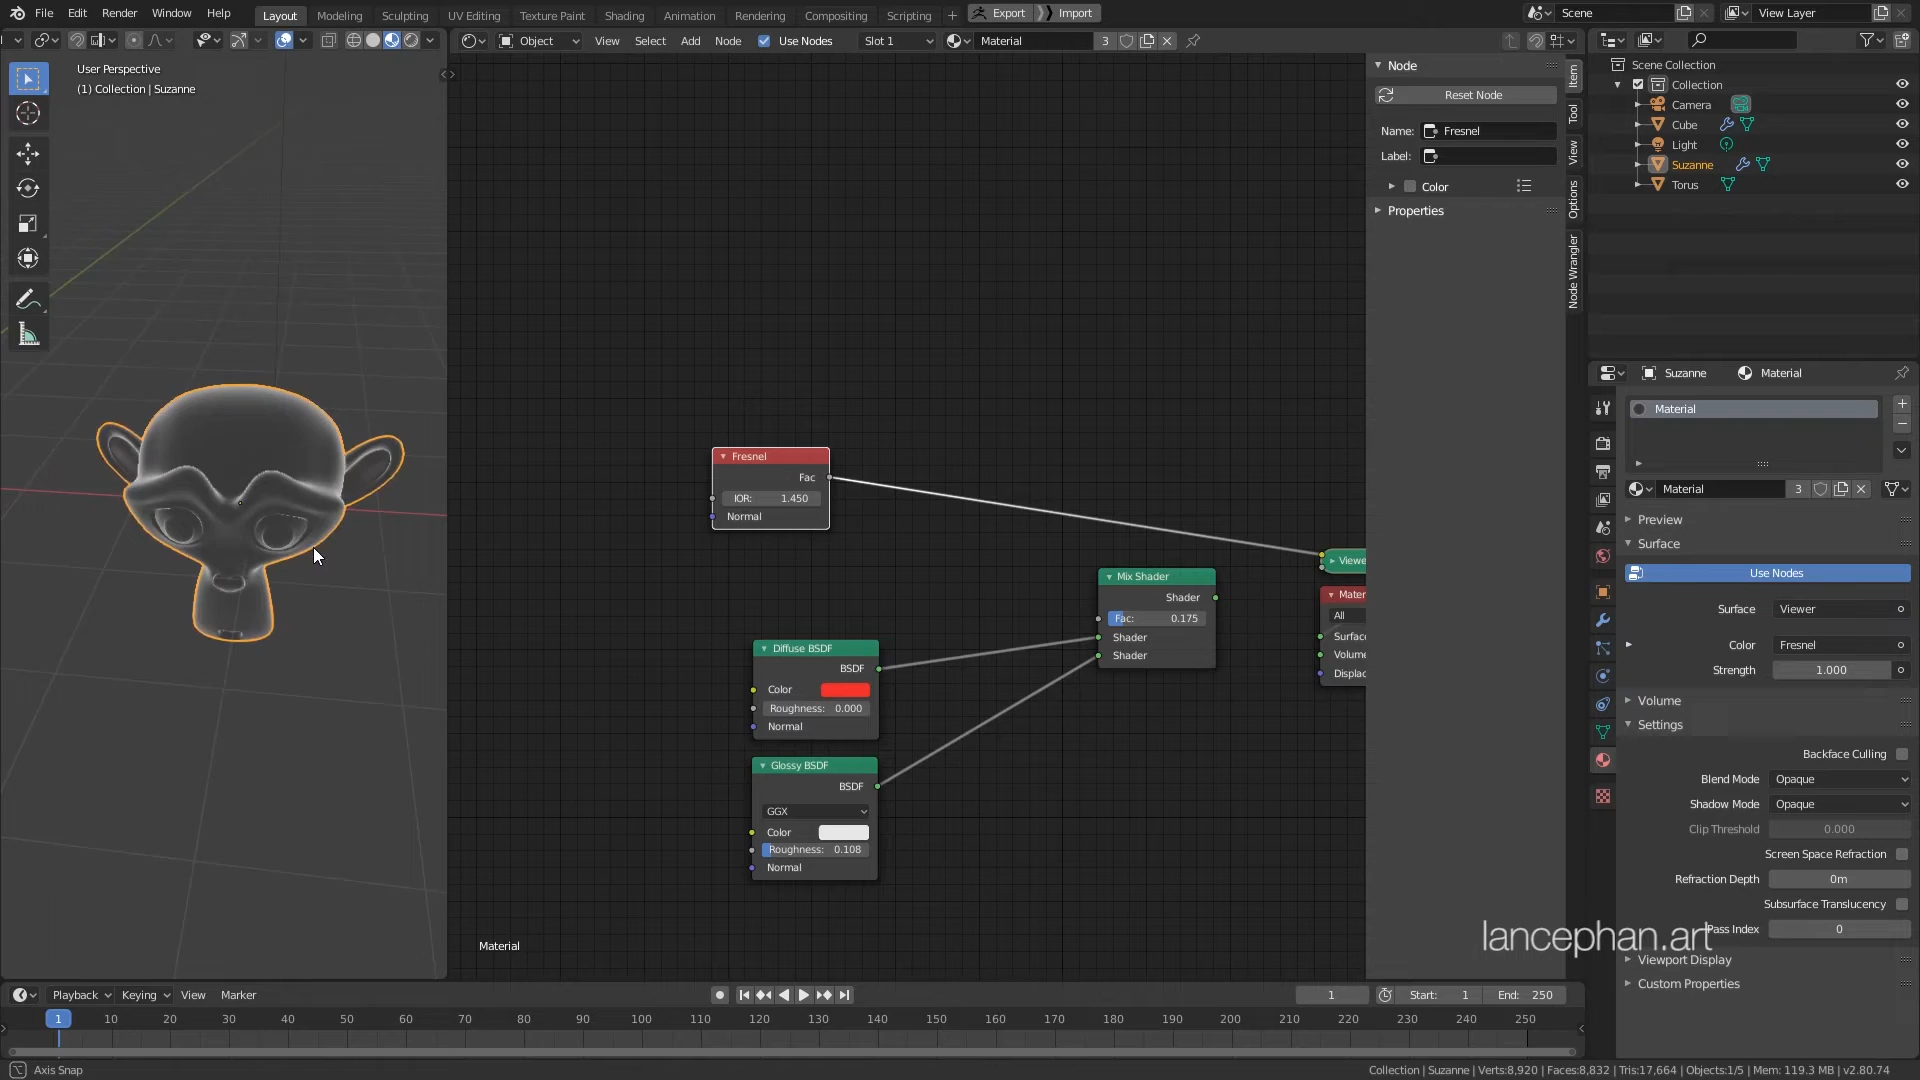 File Edit Render Window Help Layout Modeling Sculpting UV Editing Texture Paint Shading Animation Rendering Compositing Scripting + Export Import Scene View Layer
Object View Select Add Node Use Nodes Slot 1 Material 3
User Perspective
(1) Collection | Suzanne
Node
Reset Node
Name: Fresnel
Label:
Color
Properties
Item
Tool
View
Options
Node Wrangler
Scene Collection
Collection
Camera
Cube
Light
Suzanne
Torus
Fresnel
Fac
IOR: 1.450
Normal
Diffuse BSDF
BSDF
Color
Roughness: 0.000
Normal
Glossy BSDF
BSDF
GGX
Color
Roughness: 0.108
Normal
Mix Shader
Shader
Fac: 0.175
Shader
Shader
Viewe
Mater
All
Surfac
Volume
Displac
Material
Suzanne Material
Material
Material 3
Preview
Surface
Use Nodes
Surface Viewer
Color Fresnel
Strength 1.000
Volume
Settings
Backface Culling
Blend Mode Opaque
Shadow Mode Opaque
Clip Threshold 0.000
Screen Space Refraction
Refraction Depth 0m
Subsurface Translucency
Pass Index 0
lancephan.art
Viewport Display
Custom Properties
Playback Keying View Marker 1 Start: 1 End: 250
1 10 20 30 40 50 60 70 80 90 100 110 120 130 140 150 160 170 180 190 200 210 220 230 240 250
Axis Snap
Collection | Suzanne | Verts:8,920 | Faces:8,832 | Tris:17,664 | Objects:1/5 | Mem: 119.3 MB | v2.80.74